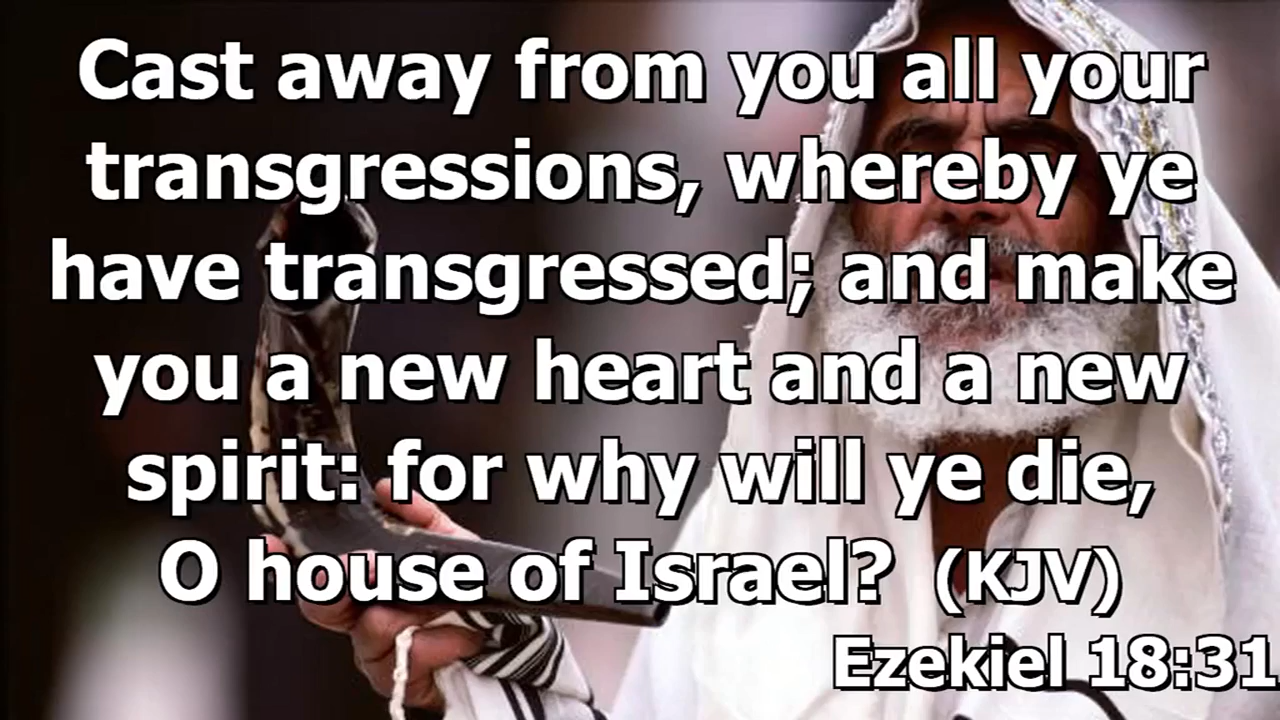 Cast away from you all your
transgressions, whereby ye
have transgressed; and make
you a new heart and a new
spirit: for why will ye die,
O house of Israel? (KJV)
Ezekiel 18:31